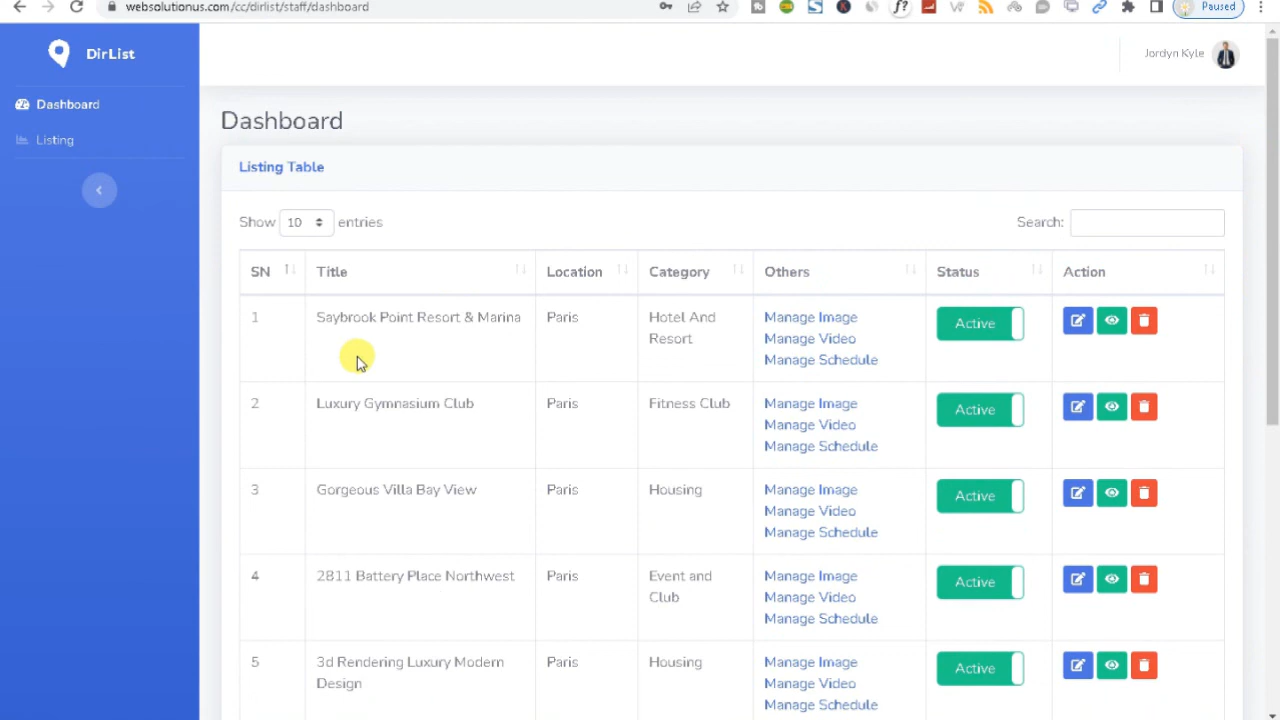 websolutionus.com/cc/dirlist/staff/dashboard
Paused
DirList
Jordyn Kyle
Dashboard
Listing
Dashboard
Listing Table
Show 10 entries
Search:
SN Title Location Category Others Status Action
1 Saybrook Point Resort & Marina Paris Hotel And Manage Image Active
Resort Manage Video
Manage Schedule
2 Luxury Gymnasium Club Paris Fitness Club Manage Image Active
Manage Video
Manage Schedule
3 Gorgeous Villa Bay View Paris Housing Manage Image Active
Manage Video
Manage Schedule
4 2811 Battery Place Northwest Paris Event and Manage Image Active
Club Manage Video
Manage Schedule
5 3d Rendering Luxury Modern Paris Housing Manage Image Active
Design Manage Video
Manage Schedule